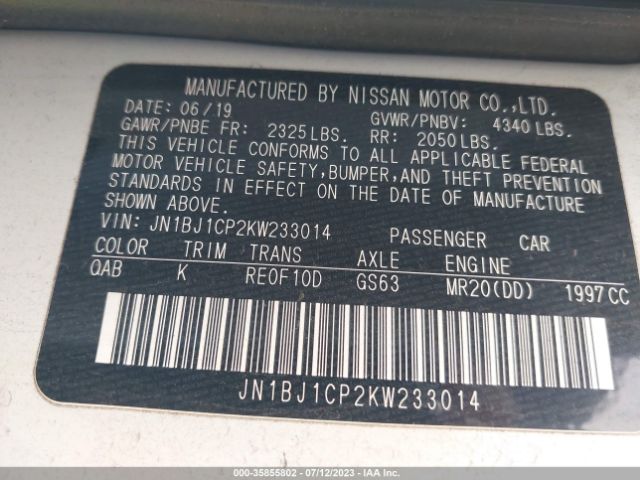 MANUFACTURED BY NISSAN MOTOR CO.,LTD.
DATE: 06/19 GVWR/PNBV: 4340 LBS.
GAWR/PNBE FR: 2325 LBS. RR: 2050 LBS.
THIS VEHICLE CONFORMS TO ALL APPLICABLE FEDERAL
MOTOR VEHICLE SAFETY, BUMPER, AND THEFT PREVENTION
STANDARDS IN EFFECT ON THE DATE OF MANUFACTURE
SHOWN ABOVE.
VIN: JN1BJ1CP2KW233014 PASSENGER CAR
COLOR TRIM TRANS AXLE ENGINE
QAB K RE0F10D GS63 MR20(DD) 1997CC
JN1BJ1CP2KW233014
000-35855802 - 07/12/2023 - IAA Inc.